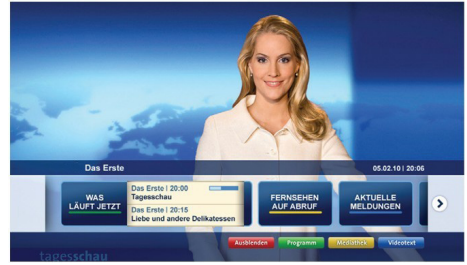 Das Erste
05.02.10 | 20:06
WAS
LÄUFT JETZT
Das Erste | 20:00
Tagesschau
Das Erste | 20:15
Liebe und andere Delikatessen
FERNSEHEN
AUF ABRUF
AKTUELLE
MELDUNGEN
Ausblenden
Programm
Mediathek
Videotext
tagesschau